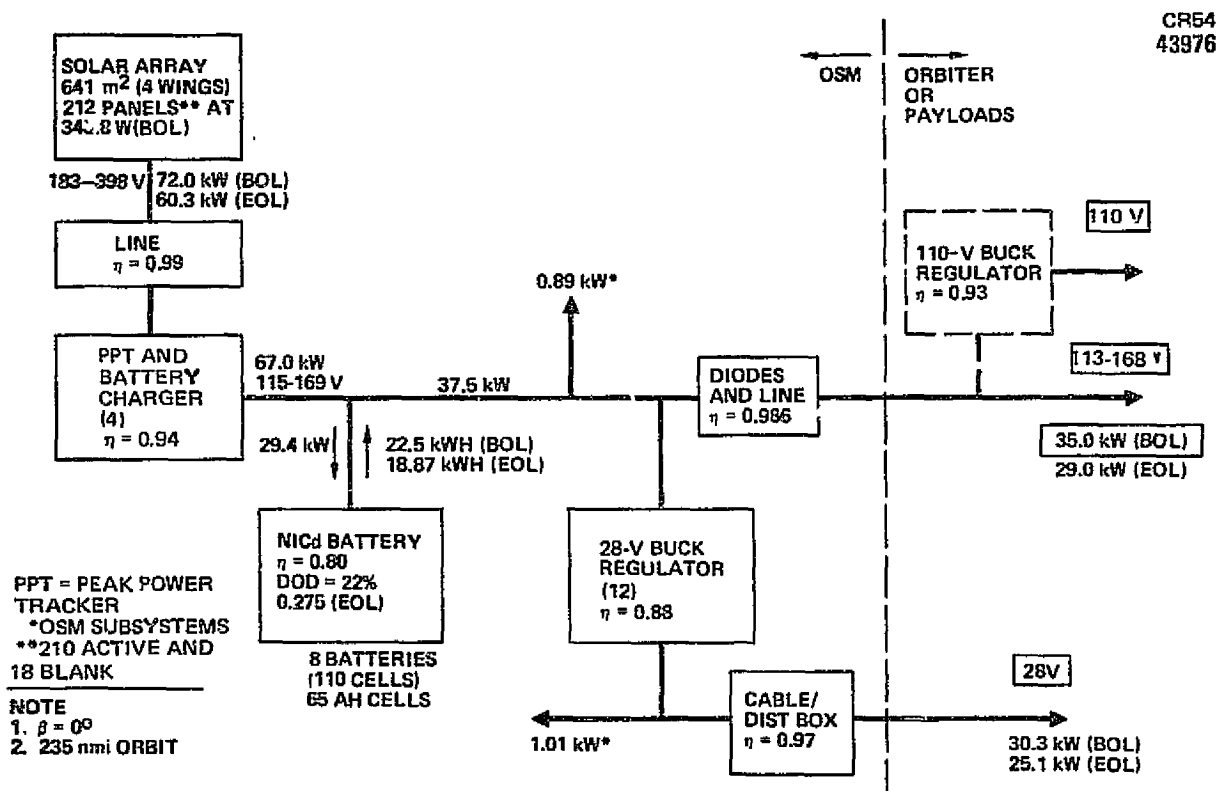 CR54
43976
SOLAR ARRAY
641 m² (4 WINGS)
212 PANELS** AT
W(BOL)
183–398 V
72.0 kW (BOL)
60.3 kW (EOL)
LINE
η = 0.99
PPT AND
BATTERY
CHARGER
(4)
η = 0.94
67.0 kW
115-169 V
29.4 kW
22.5 kWH (BOL)
18.87 kWH (EOL)
37.5 kW
0.89 kW*
NICd BATTERY
η = 0.80
DOD = 22%
0.275 (EOL)
8 BATTERIES
(110 CELLS)
65 AH CELLS
DIODES
AND LINE
η = 0.986
28-V BUCK
REGULATOR
(12)
η = 0.88
1.01 kW*
CABLE/
DIST BOX
η = 0.97
OSM
ORBITER
OR
PAYLOADS
110-V BUCK
REGULATOR
η = 0.93
110 V
113-168 V
35.0 kW (BOL)
29.0 kW (EOL)
28V
30.3 kW (BOL)
25.1 kW (EOL)
PPT = PEAK POWER
TRACKER
*OSM SUBSYSTEMS
**210 ACTIVE AND
18 BLANK
NOTE
1. β = 0°
2. 235 nmi ORBIT